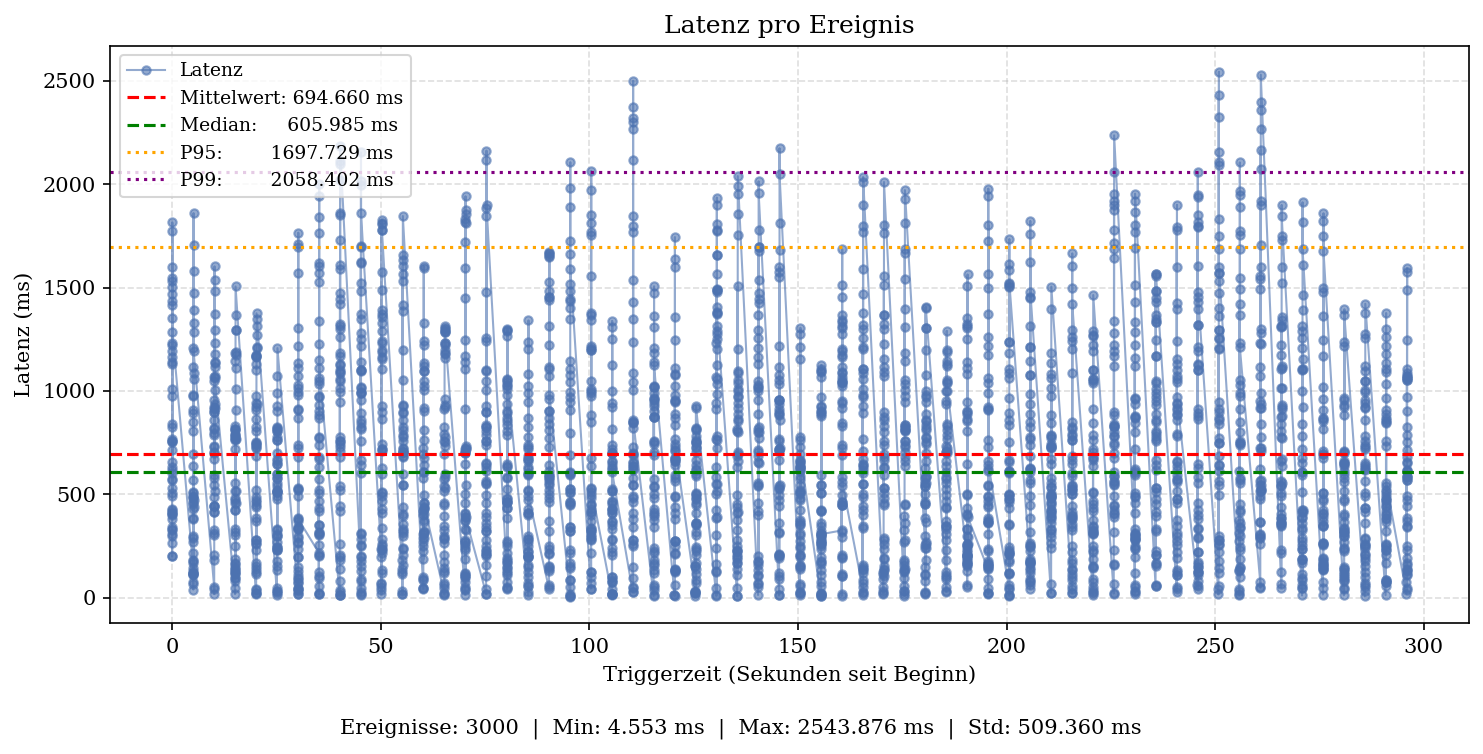 Latenz pro Ereignis
Latenz
Mittelwert: 694.660 ms
Median: 605.985 ms
P95: 1697.729 ms
P99: 2058.402 ms
2500
2000
1500
1000
500
0
Latenz (ms)
0 50 100 150 200 250 300
Triggerzeit (Sekunden seit Beginn)
Ereignisse: 3000 | Min: 4.553 ms | Max: 2543.876 ms | Std: 509.360 ms